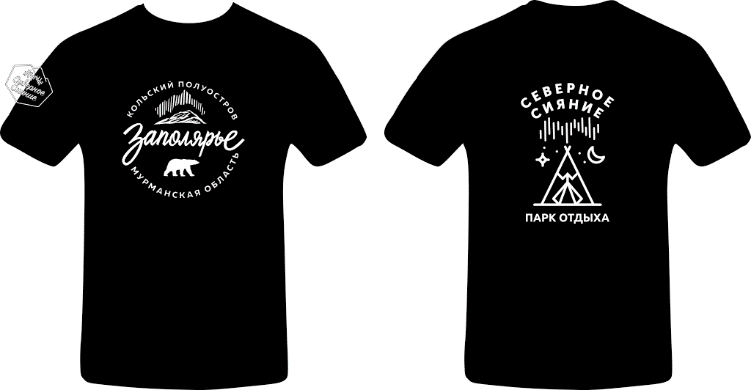 КОЛЬСКИЙ ПОЛУОСТРОВ
Заполярье
МУРМАНСКАЯ ОБЛАСТЬ
СЕВЕРНОЕ
СИЯНИЕ
ПАРК ОТДЫХА